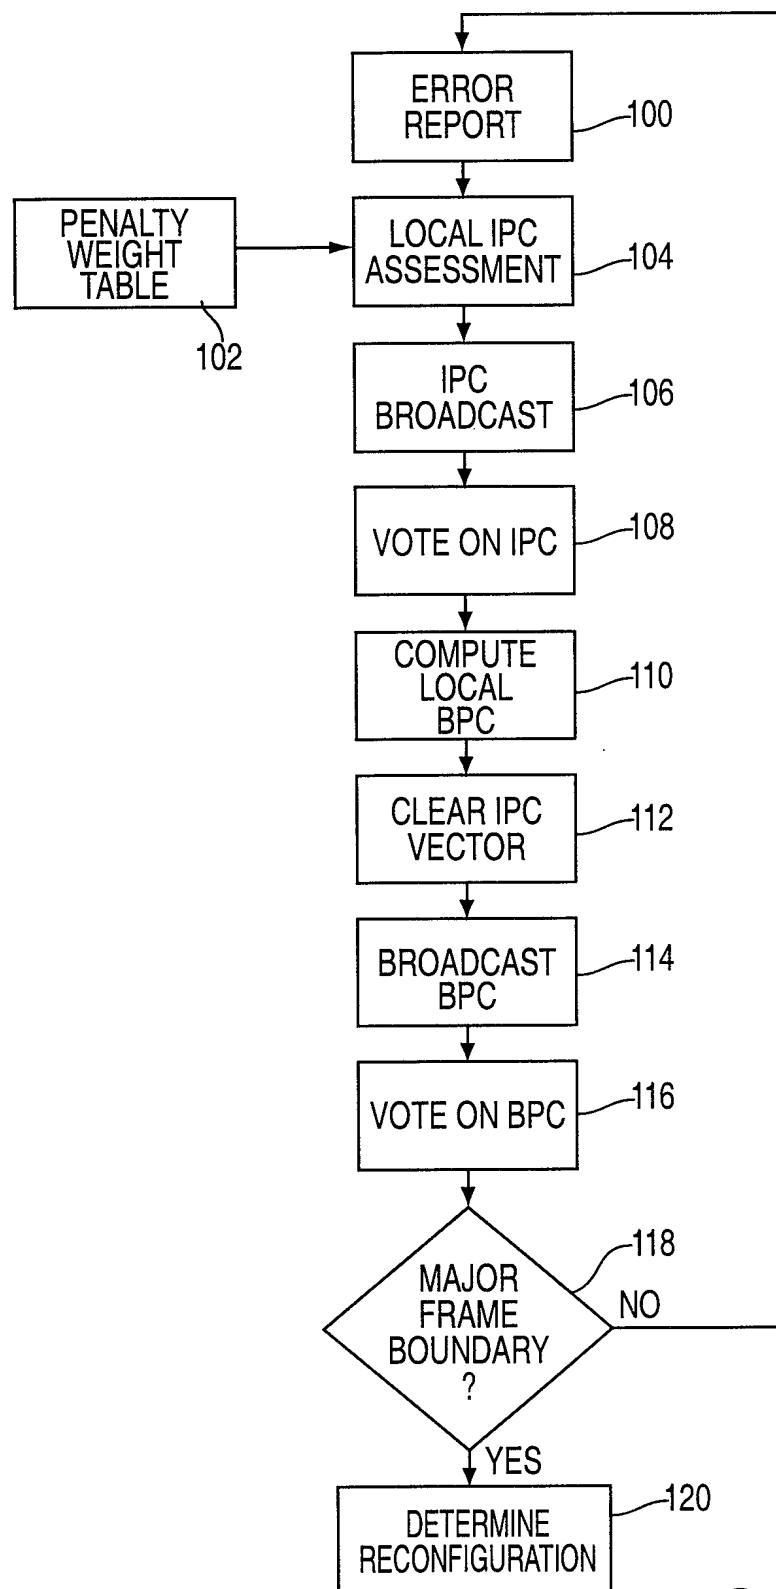 ERROR
REPORT
100
PENALTY
WEIGHT
TABLE
102
LOCAL IPC
ASSESSMENT
104
IPC
BROADCAST
106
VOTE ON IPC
108
COMPUTE
LOCAL
BPC
110
CLEAR IPC
VECTOR
112
BROADCAST
BPC
114
VOTE ON BPC
116
MAJOR
FRAME
BOUNDARY
?
118
NO
YES
DETERMINE
RECONFIGURATION
120